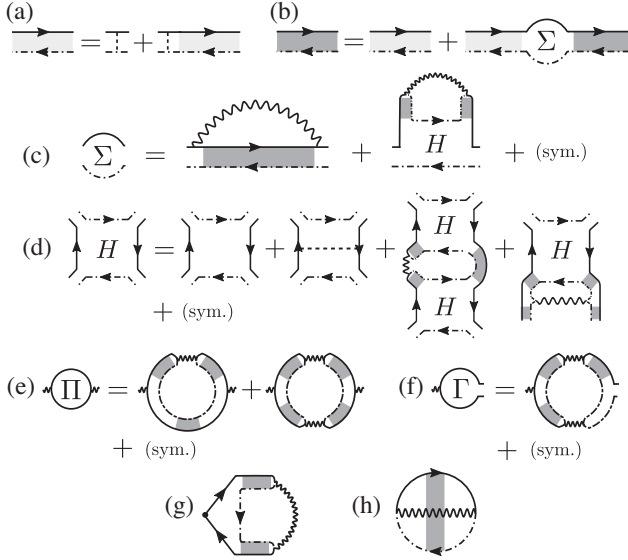 (a) = + (b) = + Σ
(c) Σ = + H + (sym.)
(d) H = + + H H + H
+ (sym.)
(e) Π = + (f) Γ =
+ (sym.) + (sym.)
(g) (h)